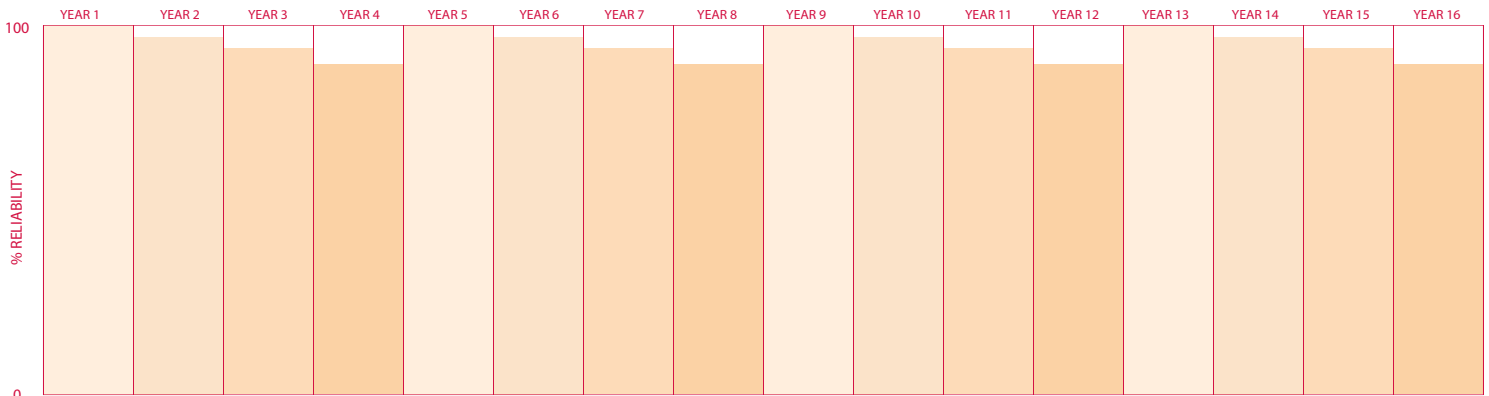 YEAR 1 YEAR 2 YEAR 3 YEAR 4 YEAR 5 YEAR 6 YEAR 7 YEAR 8 YEAR 9 YEAR 10 YEAR 11 YEAR 12 YEAR 13 YEAR 14 YEAR 15 YEAR 16
100
% RELIABILITY
0